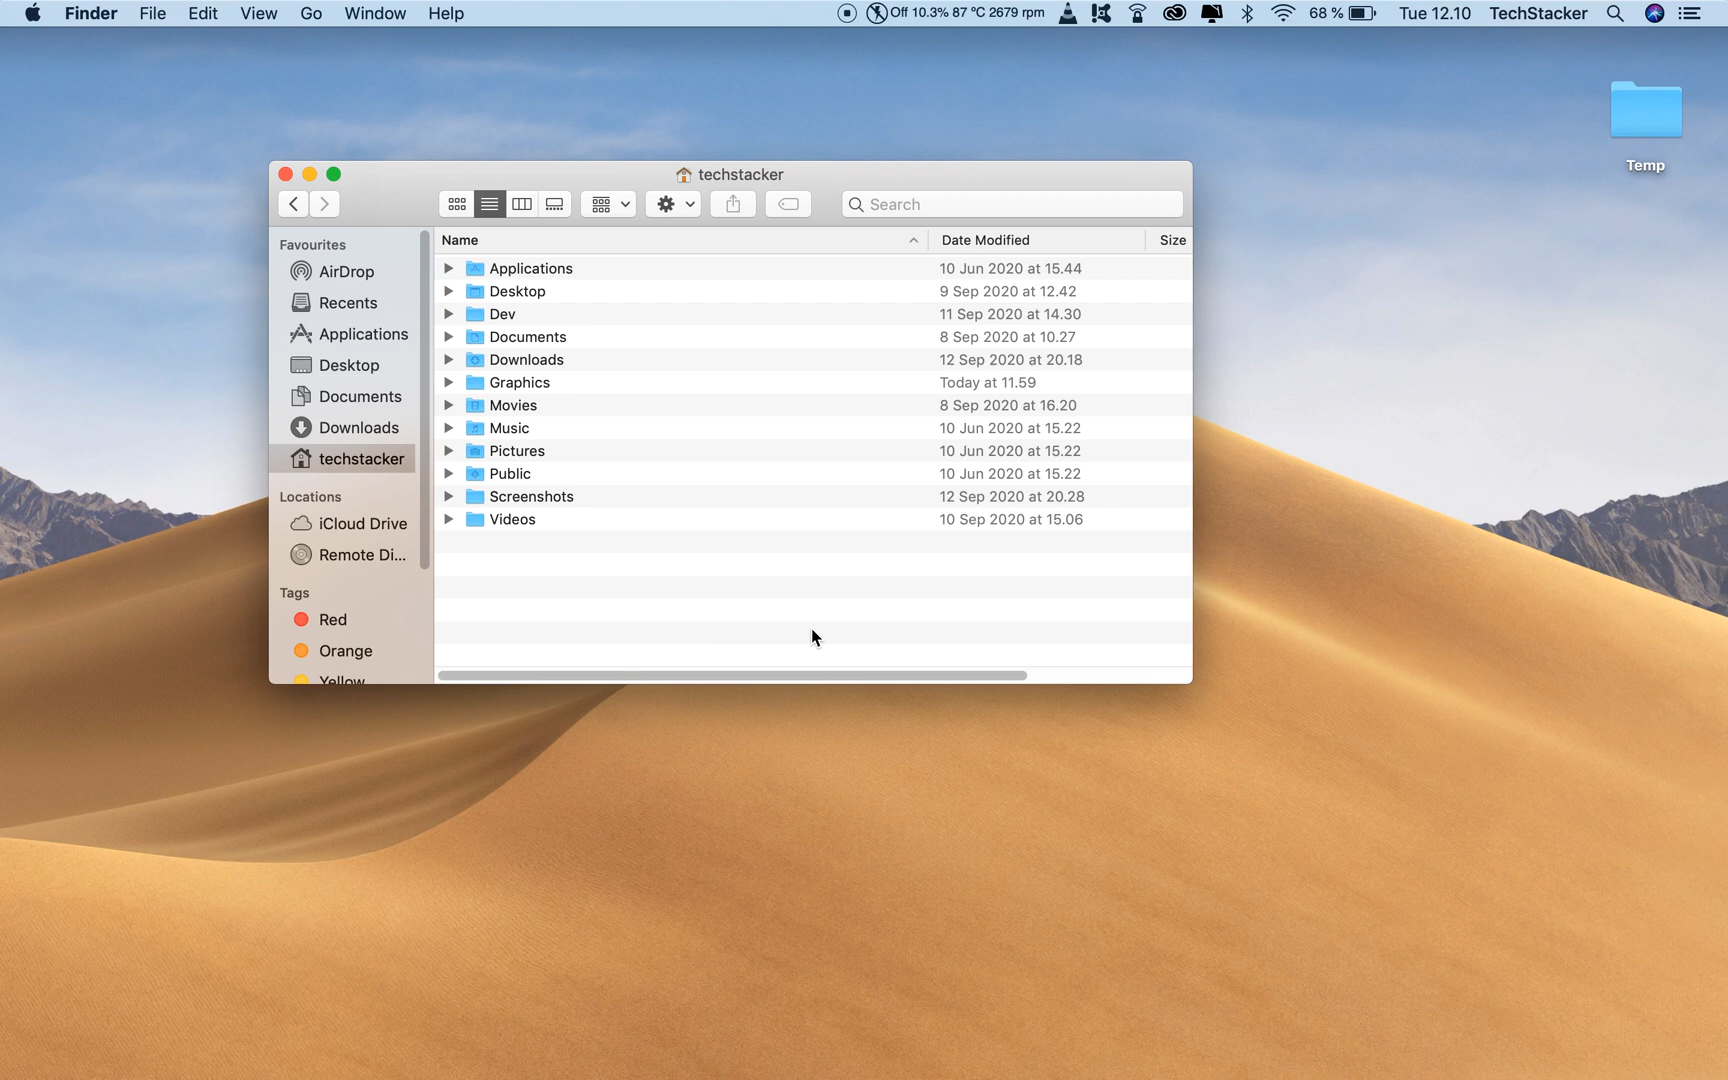 Finder File Edit View Go Window Help Off 10.3% 87 °C 2679 rpm 68 % Tue 12.10 TechStacker
Temp
techstacker
Search
Favourites
AirDrop
Recents
Applications
Desktop
Documents
Downloads
techstacker
Locations
iCloud Drive
Remote Di...
Tags
Red
Orange
Yellow
Name Date Modified Size
Applications 10 Jun 2020 at 15.44
Desktop 9 Sep 2020 at 12.42
Dev 11 Sep 2020 at 14.30
Documents 8 Sep 2020 at 10.27
Downloads 12 Sep 2020 at 20.18
Graphics Today at 11.59
Movies 8 Sep 2020 at 16.20
Music 10 Jun 2020 at 15.22
Pictures 10 Jun 2020 at 15.22
Public 10 Jun 2020 at 15.22
Screenshots 12 Sep 2020 at 20.28
Videos 10 Sep 2020 at 15.06